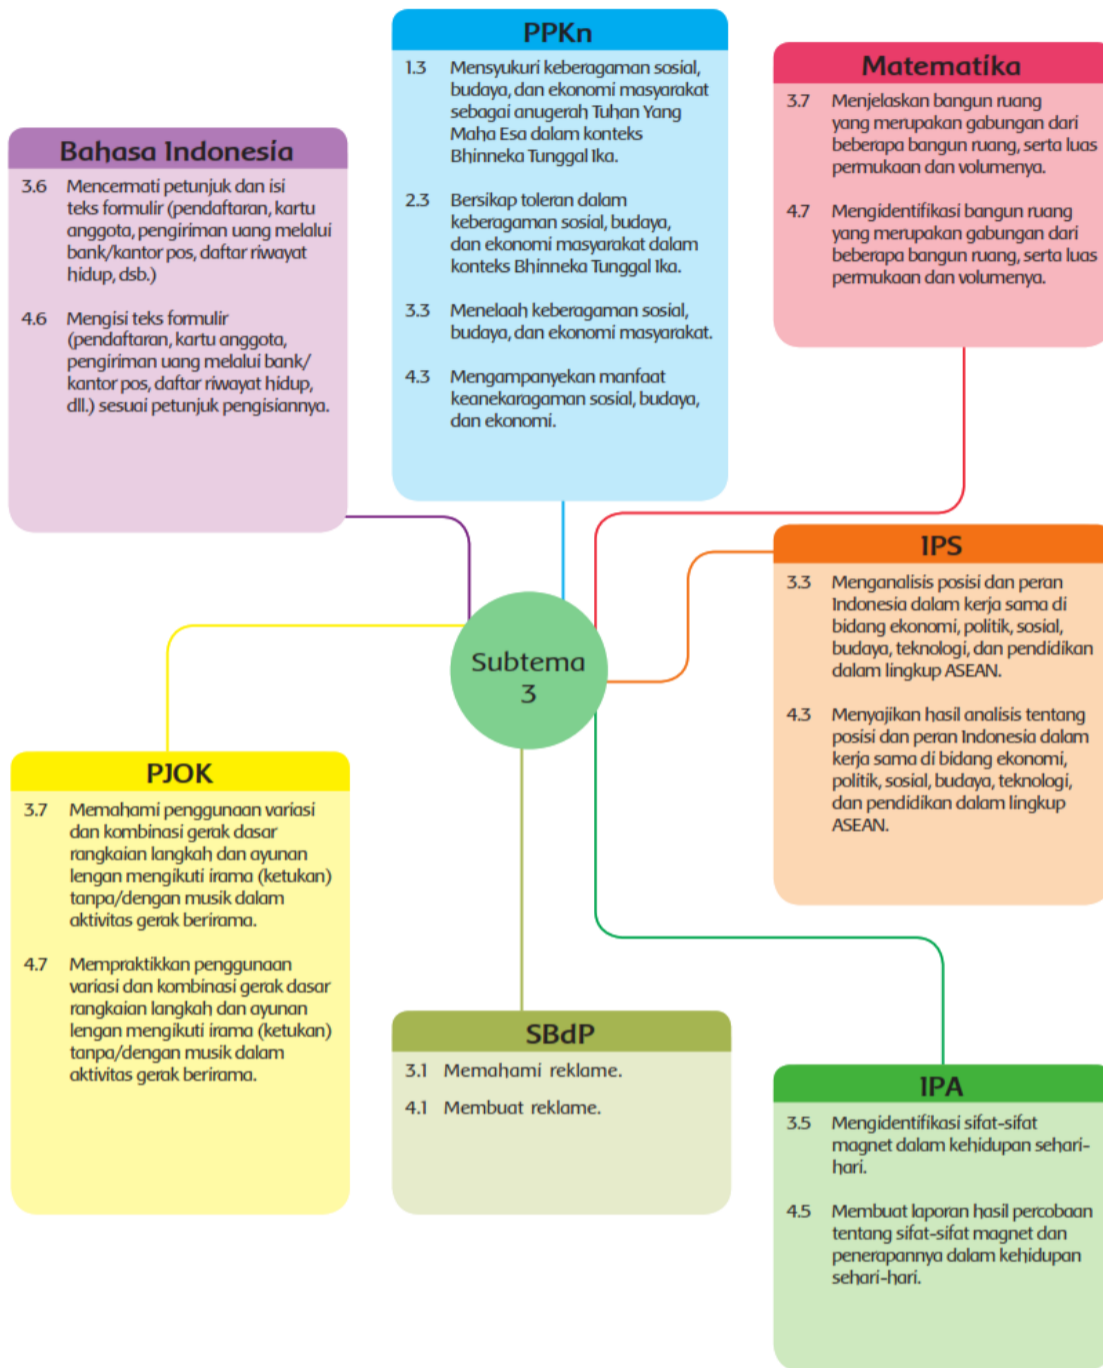 PPKn
1.3 Mensyukuri keberagaman sosial,
budaya, dan ekonomi masyarakat
sebagai anugerah Tuhan Yang
Maha Esa dalam konteks
Bhinneka Tunggal Ika.
2.3 Bersikap toleran dalam
keberagaman sosial, budaya,
dan ekonomi masyarakat dalam
konteks Bhinneka Tunggal Ika.
3.3 Menelaah keberagaman sosial,
budaya, dan ekonomi masyarakat.
4.3 Mengampanyekan manfaat
keanekaragaman sosial, budaya,
dan ekonomi.
Matematika
3.7 Menjelaskan bangun ruang
yang merupakan gabungan dari
beberapa bangun ruang, serta luas
permukaan dan volumenya.
4.7 Mengidentifikasi bangun ruang
yang merupakan gabungan dari
beberapa bangun ruang, serta luas
permukaan dan volumenya.
Bahasa Indonesia
3.6 Mencermati petunjuk dan isi
teks formulir (pendaftaran, kartu
anggota, pengiriman uang melalui
bank/kantor pos, daftar riwayat
hidup, dsb.)
4.6 Mengisi teks formulir
(pendaftaran, kartu anggota,
pengiriman uang melalui bank/
kantor pos, daftar riwayat hidup,
dll.) sesuai petunjuk pengisiannya.
IPS
3.3 Menganalisis posisi dan peran
Indonesia dalam kerja sama di
bidang ekonomi, politik, sosial,
budaya, teknologi, dan pendidikan
dalam lingkup ASEAN.
4.3 Menyajikan hasil analisis tentang
posisi dan peran Indonesia dalam
kerja sama di bidang ekonomi,
politik, sosial, budaya, teknologi,
dan pendidikan dalam lingkup
ASEAN.
Subtema
3
PJOK
3.7 Memahami penggunaan variasi
dan kombinasi gerak dasar
rangkaian langkah dan ayunan
lengan mengikuti irama (ketukan)
tanpa/dengan musik dalam
aktivitas gerak berirama.
4.7 Mempraktikkan penggunaan
variasi dan kombinasi gerak dasar
rangkaian langkah dan ayunan
lengan mengikuti irama (ketukan)
tanpa/dengan musik dalam
aktivitas gerak berirama.
SBdP
3.1 Memahami reklame.
4.1 Membuat reklame.
IPA
3.5 Mengidentifikasi sifat-sifat
magnet dalam kehidupan sehari-
hari.
4.5 Membuat laporan hasil percobaan
tentang sifat-sifat magnet dan
penerapannya dalam kehidupan
sehari-hari.